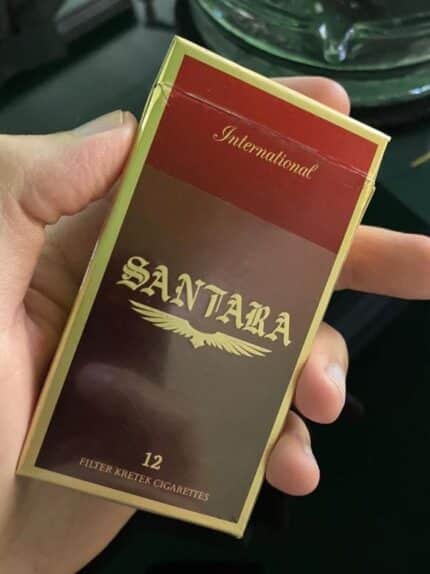 International
SANTARA
12
FILTER KRETEK CIGARETTES